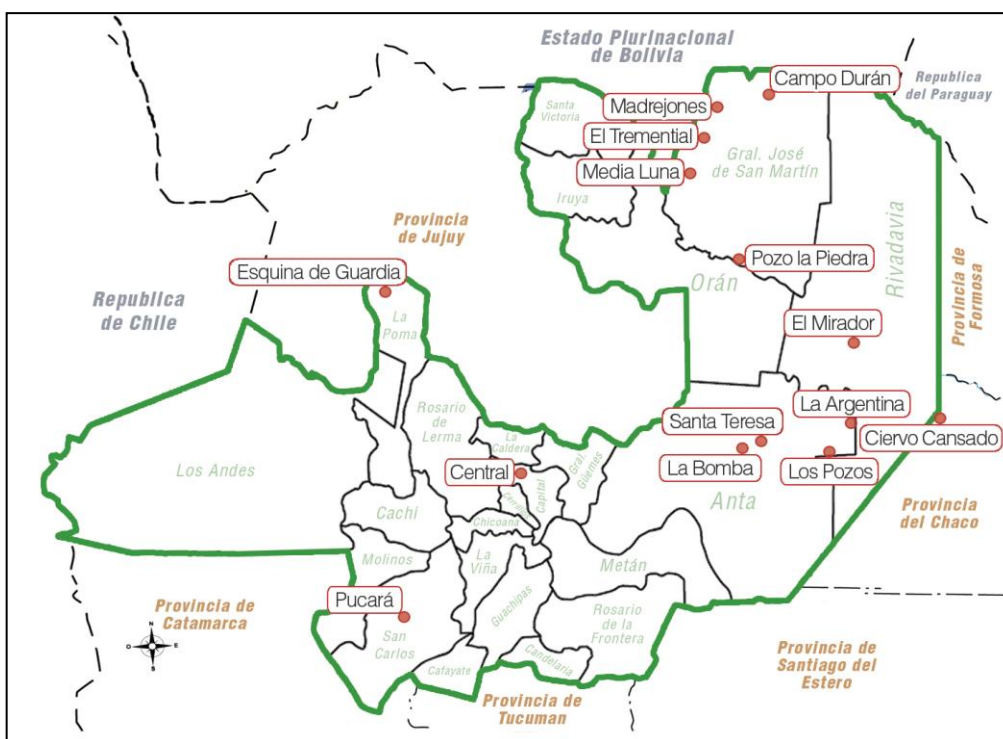 Estado Plurinacional
de Bolivia
Campo Durán
Republica
del Paraguay
Santa
Victoria
Madrejones
El Tremential
Gral. José
de San Martín
Media Luna
Iruya
Provincia
de Jujuy
Rivadavia
Esquina de Guardia
Pozo la Piedra
Orán
Provincia de
Formosa
Republica
de Chile
La
Poma
El Mirador
Rosario
de
Lerma
La Argentina
Santa Teresa
Ciervo Cansado
La
Caldera
Gral.
Güemes
Los Andes
Central
La Bomba
Los Pozos
Capital
Cerrillos
Anta
Cachi
Chicoana
Provincia
del Chaco
Molinos
La
Viña
Metán
Pucará
Guachipas
Provincia de
Catamarca
N
O
E
S
San
Carlos
Rosario
de la
Frontera
Candelaria
Cafayate
Provincia de
Santiago del
Estero
Provincia de
Tucuman